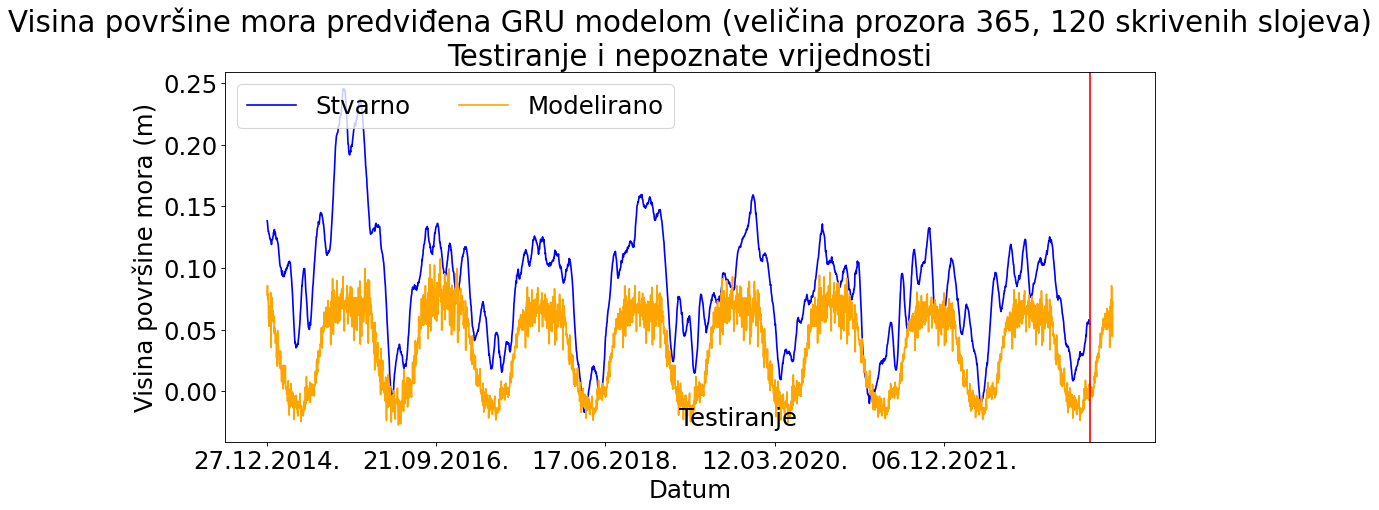 Visina površine mora predviđena GRU modelom (veličina prozora 365, 120 skrivenih slojeva)
Testiranje i nepoznate vrijednosti
Stvarno
Modelirano
Visina površine mora (m)
0.25
0.20
0.15
0.10
0.05
0.00
Testiranje
27.12.2014.
21.09.2016.
17.06.2018.
12.03.2020.
06.12.2021.
Datum